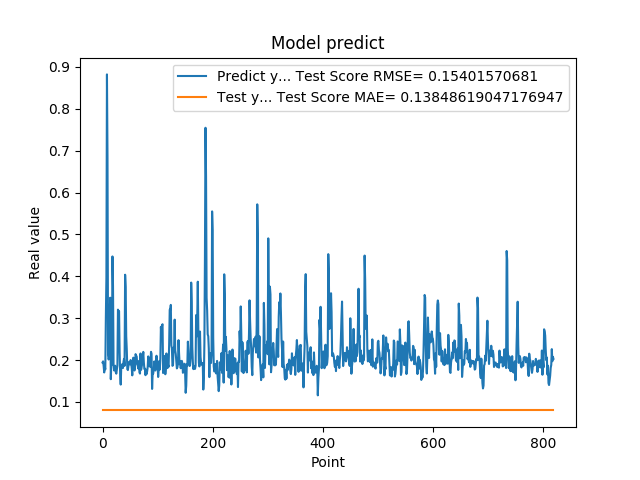 Model predict
Predict y... Test Score RMSE= 0.15401570681
Test y... Test Score MAE= 0.13848619047176947
Real value
0.9
0.8
0.7
0.6
0.5
0.4
0.3
0.2
0.1
0 200 400 600 800
Point